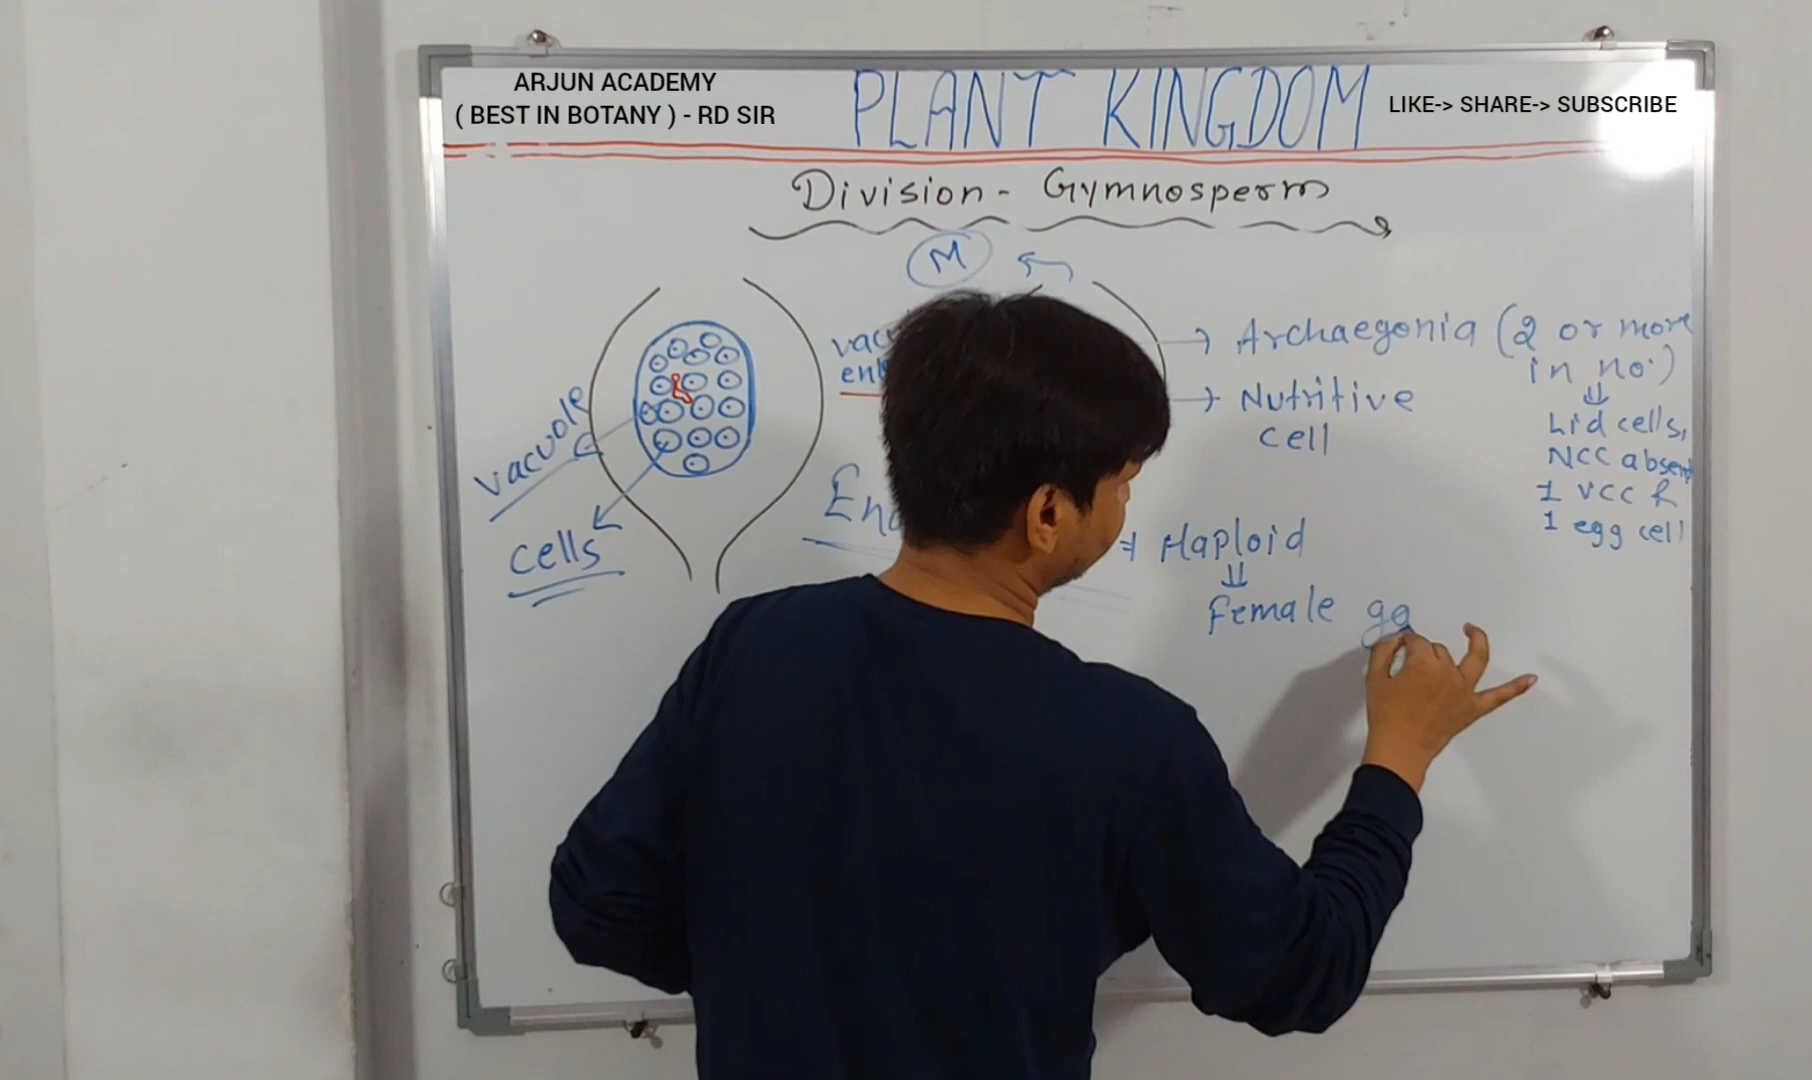 ARJUN ACADEMY
( BEST IN BOTANY ) - RD SIR
PLANT KINGDOM
LIKE-> SHARE-> SUBSCRIBE
Division - Gymnosperm
M
vacuole
cells
→ Archaegonia (2 or more
in no.)
⇓
Lid cells,
NCC absent
1 VCC &
1 egg cell
→ Nutritive
cell
Haploid
⇓
Female